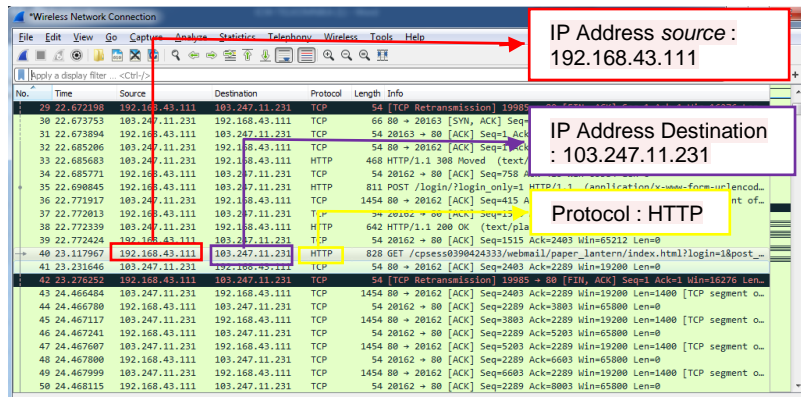 *Wireless Network Connection
File Edit View Go Capture Analyze Statistics Telephony Wireless Tools Help
IP Address source :
192.168.43.111
Apply a display filter ... <Ctrl-/>
No. Time Source Destination Protocol Length Info
29 22.672198 192.168.43.111 103.247.11.231 TCP 54 [TCP Retransmission] 19985
30 22.673753 103.247.11.231 192.168.43.111 TCP 66 80 → 20163 [SYN, ACK] Seq=
31 22.673894 192.168.43.111 103.247.11.231 TCP 54 20163 → 80 [ACK] Seq=1 Ack
32 22.685206 103.247.11.231 192.168.43.111 TCP 54 80 → 20162 [ACK]
33 22.685683 103.247.11.231 192.168.43.111 HTTP 468 HTTP/1.1 308 Moved (text/
34 22.685771 192.168.43.111 103.247.11.231 TCP 54 20162 → 80 [ACK] Seq=758
35 22.690845 192.168.43.111 103.247.11.231 HTTP 811 POST /login/?login_only=1 HTTP/1.1 (application/x-www-form-urlencod…
36 22.771917 103.247.11.231 192.168.43.111 TCP 1454 80 → 20162 [ACK] Seq=415 nt of…
37 22.772013 192.168.43.111 103.247.11.231 TCP 54 20162 → 80 [ACK]
38 22.772339 103.247.11.231 192.168.43.111 HTTP 642 HTTP/1.1 200 OK (text/pla
39 22.772424 192.168.43.111 103.247.11.231 TCP 54 20162 → 80 [ACK] Seq=1515 Ack=2403 Win=65212 Len=0
40 23.117967 192.168.43.111 103.247.11.231 HTTP 828 GET /cpsess0390424333/webmail/paper_lantern/index.html?login=1&post_…
41 23.231646 103.247.11.231 192.168.43.111 TCP 54 80 → 20162 [ACK] Seq=2403 Ack=2289 Win=19200 Len=0
42 23.276252 192.168.43.111 103.247.11.231 TCP 54 [TCP Retransmission] 19985 → 80 [FIN, ACK] Seq=1 Ack=1 Win=16276 Len…
43 24.466484 103.247.11.231 192.168.43.111 TCP 1454 80 → 20162 [ACK] Seq=2403 Ack=2289 Win=19200 Len=1400 [TCP segment o…
44 24.466780 192.168.43.111 103.247.11.231 TCP 54 20162 → 80 [ACK] Seq=2289 Ack=3803 Win=65800 Len=0
45 24.467117 103.247.11.231 192.168.43.111 TCP 1454 80 → 20162 [ACK] Seq=3803 Ack=2289 Win=19200 Len=1400 [TCP segment o…
46 24.467241 192.168.43.111 103.247.11.231 TCP 54 20162 → 80 [ACK] Seq=2289 Ack=5203 Win=65800 Len=0
47 24.467607 103.247.11.231 192.168.43.111 TCP 1454 80 → 20162 [ACK] Seq=5203 Ack=2289 Win=19200 Len=1400 [TCP segment o…
48 24.467800 192.168.43.111 103.247.11.231 TCP 54 20162 → 80 [ACK] Seq=2289 Ack=6603 Win=65800 Len=0
49 24.467999 103.247.11.231 192.168.43.111 TCP 1454 80 → 20162 [ACK] Seq=6603 Ack=2289 Win=19200 Len=1400 [TCP segment o…
50 24.468115 192.168.43.111 103.247.11.231 TCP 54 20162 → 80 [ACK] Seq=2289 Ack=8003 Win=65800 Len=0
IP Address Destination
: 103.247.11.231
Protocol : HTTP